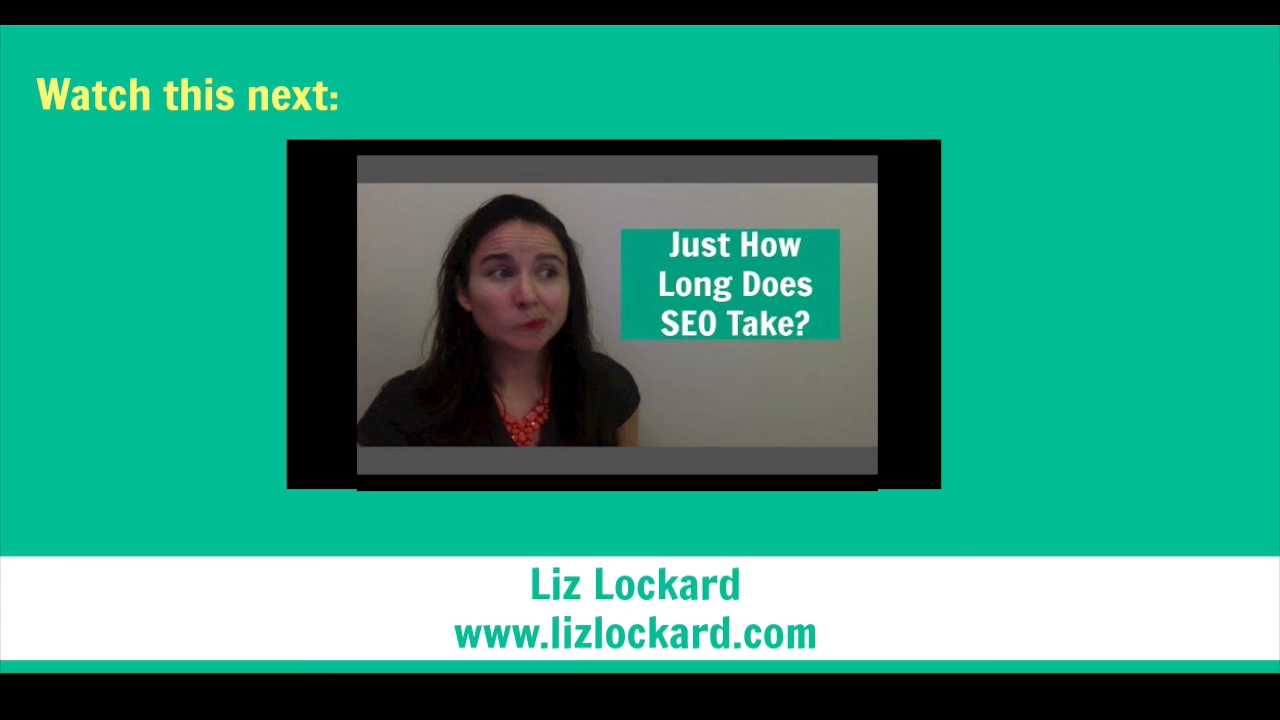 Watch this next:
Just How
Long Does
SEO Take?
Liz Lockard
www.lizlockard.com